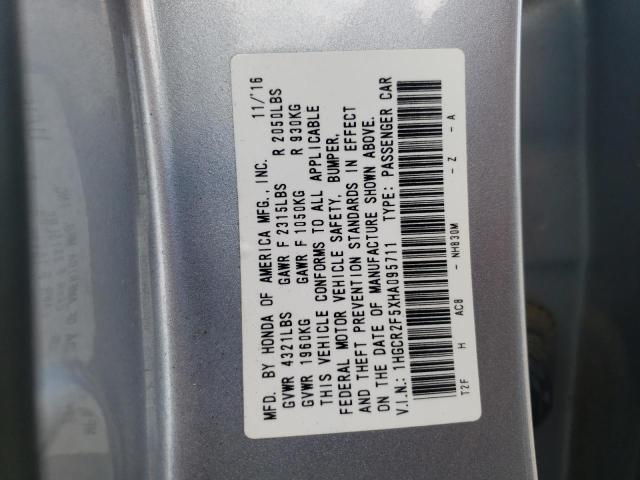 MFD. BY HONDA OF AMERICA MFG., INC. 11/'16
GVWR 4321LBS GAWR F 2315LBS R 2050LBS
GVWR 1960KG GAWR F 1050KG R 930KG
THIS VEHICLE CONFORMS TO ALL APPLICABLE
FEDERAL MOTOR VEHICLE SAFETY, BUMPER,
AND THEFT PREVENTION STANDARDS IN EFFECT
ON THE DATE OF MANUFACTURE SHOWN ABOVE.
V.I.N.: 1HGCR2F5XHA095711 TYPE: PASSENGER CAR
T2F H AC8 - NH830M - Z - A